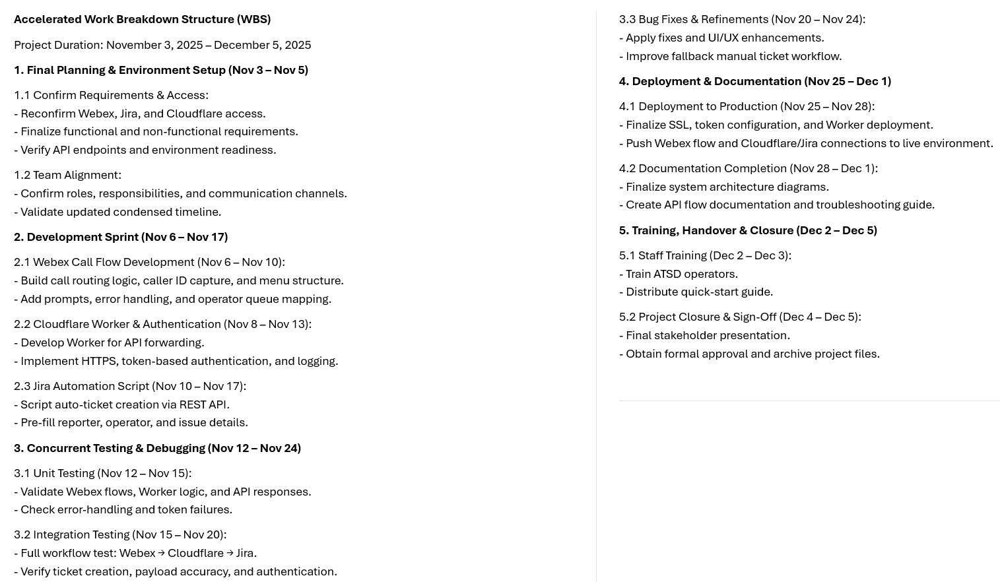 Accelerated Work Breakdown Structure (WBS)
Project Duration: November 3, 2025 – December 5, 2025
1. Final Planning & Environment Setup (Nov 3 – Nov 5)
1.1 Confirm Requirements & Access:
- Reconfirm Webex, Jira, and Cloudflare access.
- Finalize functional and non-functional requirements.
- Verify API endpoints and environment readiness.
1.2 Team Alignment:
- Confirm roles, responsibilities, and communication channels.
- Validate updated condensed timeline.
2. Development Sprint (Nov 6 – Nov 17)
2.1 Webex Call Flow Development (Nov 6 – Nov 10):
- Build call routing logic, caller ID capture, and menu structure.
- Add prompts, error handling, and operator queue mapping.
2.2 Cloudflare Worker & Authentication (Nov 8 – Nov 13):
- Develop Worker for API forwarding.
- Implement HTTPS, token-based authentication, and logging.
2.3 Jira Automation Script (Nov 10 – Nov 17):
- Script auto-ticket creation via REST API.
- Pre-fill reporter, operator, and issue details.
3. Concurrent Testing & Debugging (Nov 12 – Nov 24)
3.1 Unit Testing (Nov 12 – Nov 15):
- Validate Webex flows, Worker logic, and API responses.
- Check error-handling and token failures.
3.2 Integration Testing (Nov 15 – Nov 20):
- Full workflow test: Webex → Cloudflare → Jira.
- Verify ticket creation, payload accuracy, and authentication.
3.3 Bug Fixes & Refinements (Nov 20 – Nov 24):
- Apply fixes and UI/UX enhancements.
- Improve fallback manual ticket workflow.
4. Deployment & Documentation (Nov 25 – Dec 1)
4.1 Deployment to Production (Nov 25 – Nov 28):
- Finalize SSL, token configuration, and Worker deployment.
- Push Webex flow and Cloudflare/Jira connections to live environment.
4.2 Documentation Completion (Nov 28 – Dec 1):
- Finalize system architecture diagrams.
- Create API flow documentation and troubleshooting guide.
5. Training, Handover & Closure (Dec 2 – Dec 5)
5.1 Staff Training (Dec 2 – Dec 3):
- Train ATSD operators.
- Distribute quick-start guide.
5.2 Project Closure & Sign-Off (Dec 4 – Dec 5):
- Final stakeholder presentation.
- Obtain formal approval and archive project files.